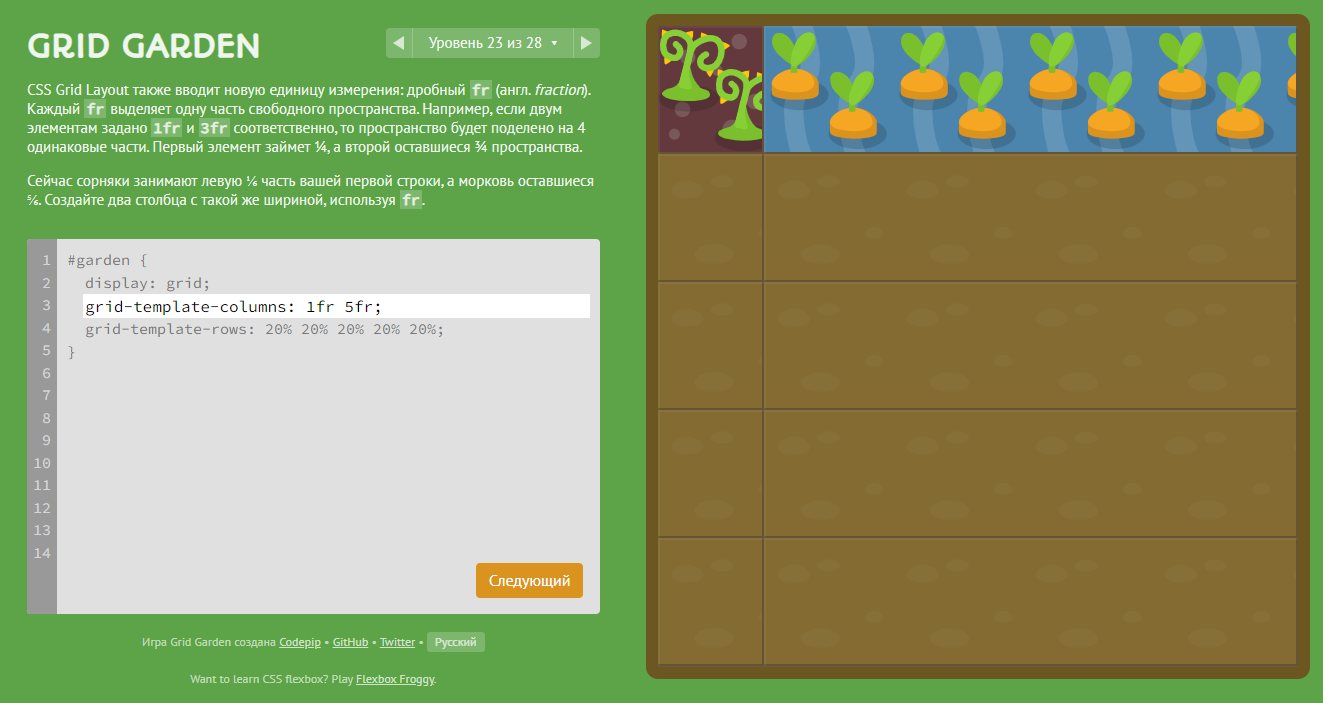 GRID GARDEN
Уровень 23 из 28
CSS Grid Layout также вводит новую единицу измерения: дробный fr (англ. fraction).
Каждый fr выделяет одну часть свободного пространства. Например, если двум
элементам задано 1fr и 3fr соответственно, то пространство будет поделено на 4
одинаковые части. Первый элемент займет ¼, а второй оставшиеся ¾ пространства.
Сейчас сорняки занимают левую ⅙ часть вашей первой строки, а морковь оставшиеся
⅚. Создайте два столбца с такой же шириной, используя fr.
1 #garden {
2 display: grid;
3 grid-template-columns: 1fr 5fr;
4 grid-template-rows: 20% 20% 20% 20% 20%;
5 }
6
7
8
9
10
11
12
13
14
Следующий
Игра Grid Garden создана Codepip • GitHub • Twitter • Русский
Want to learn CSS flexbox? Play Flexbox Froggy.